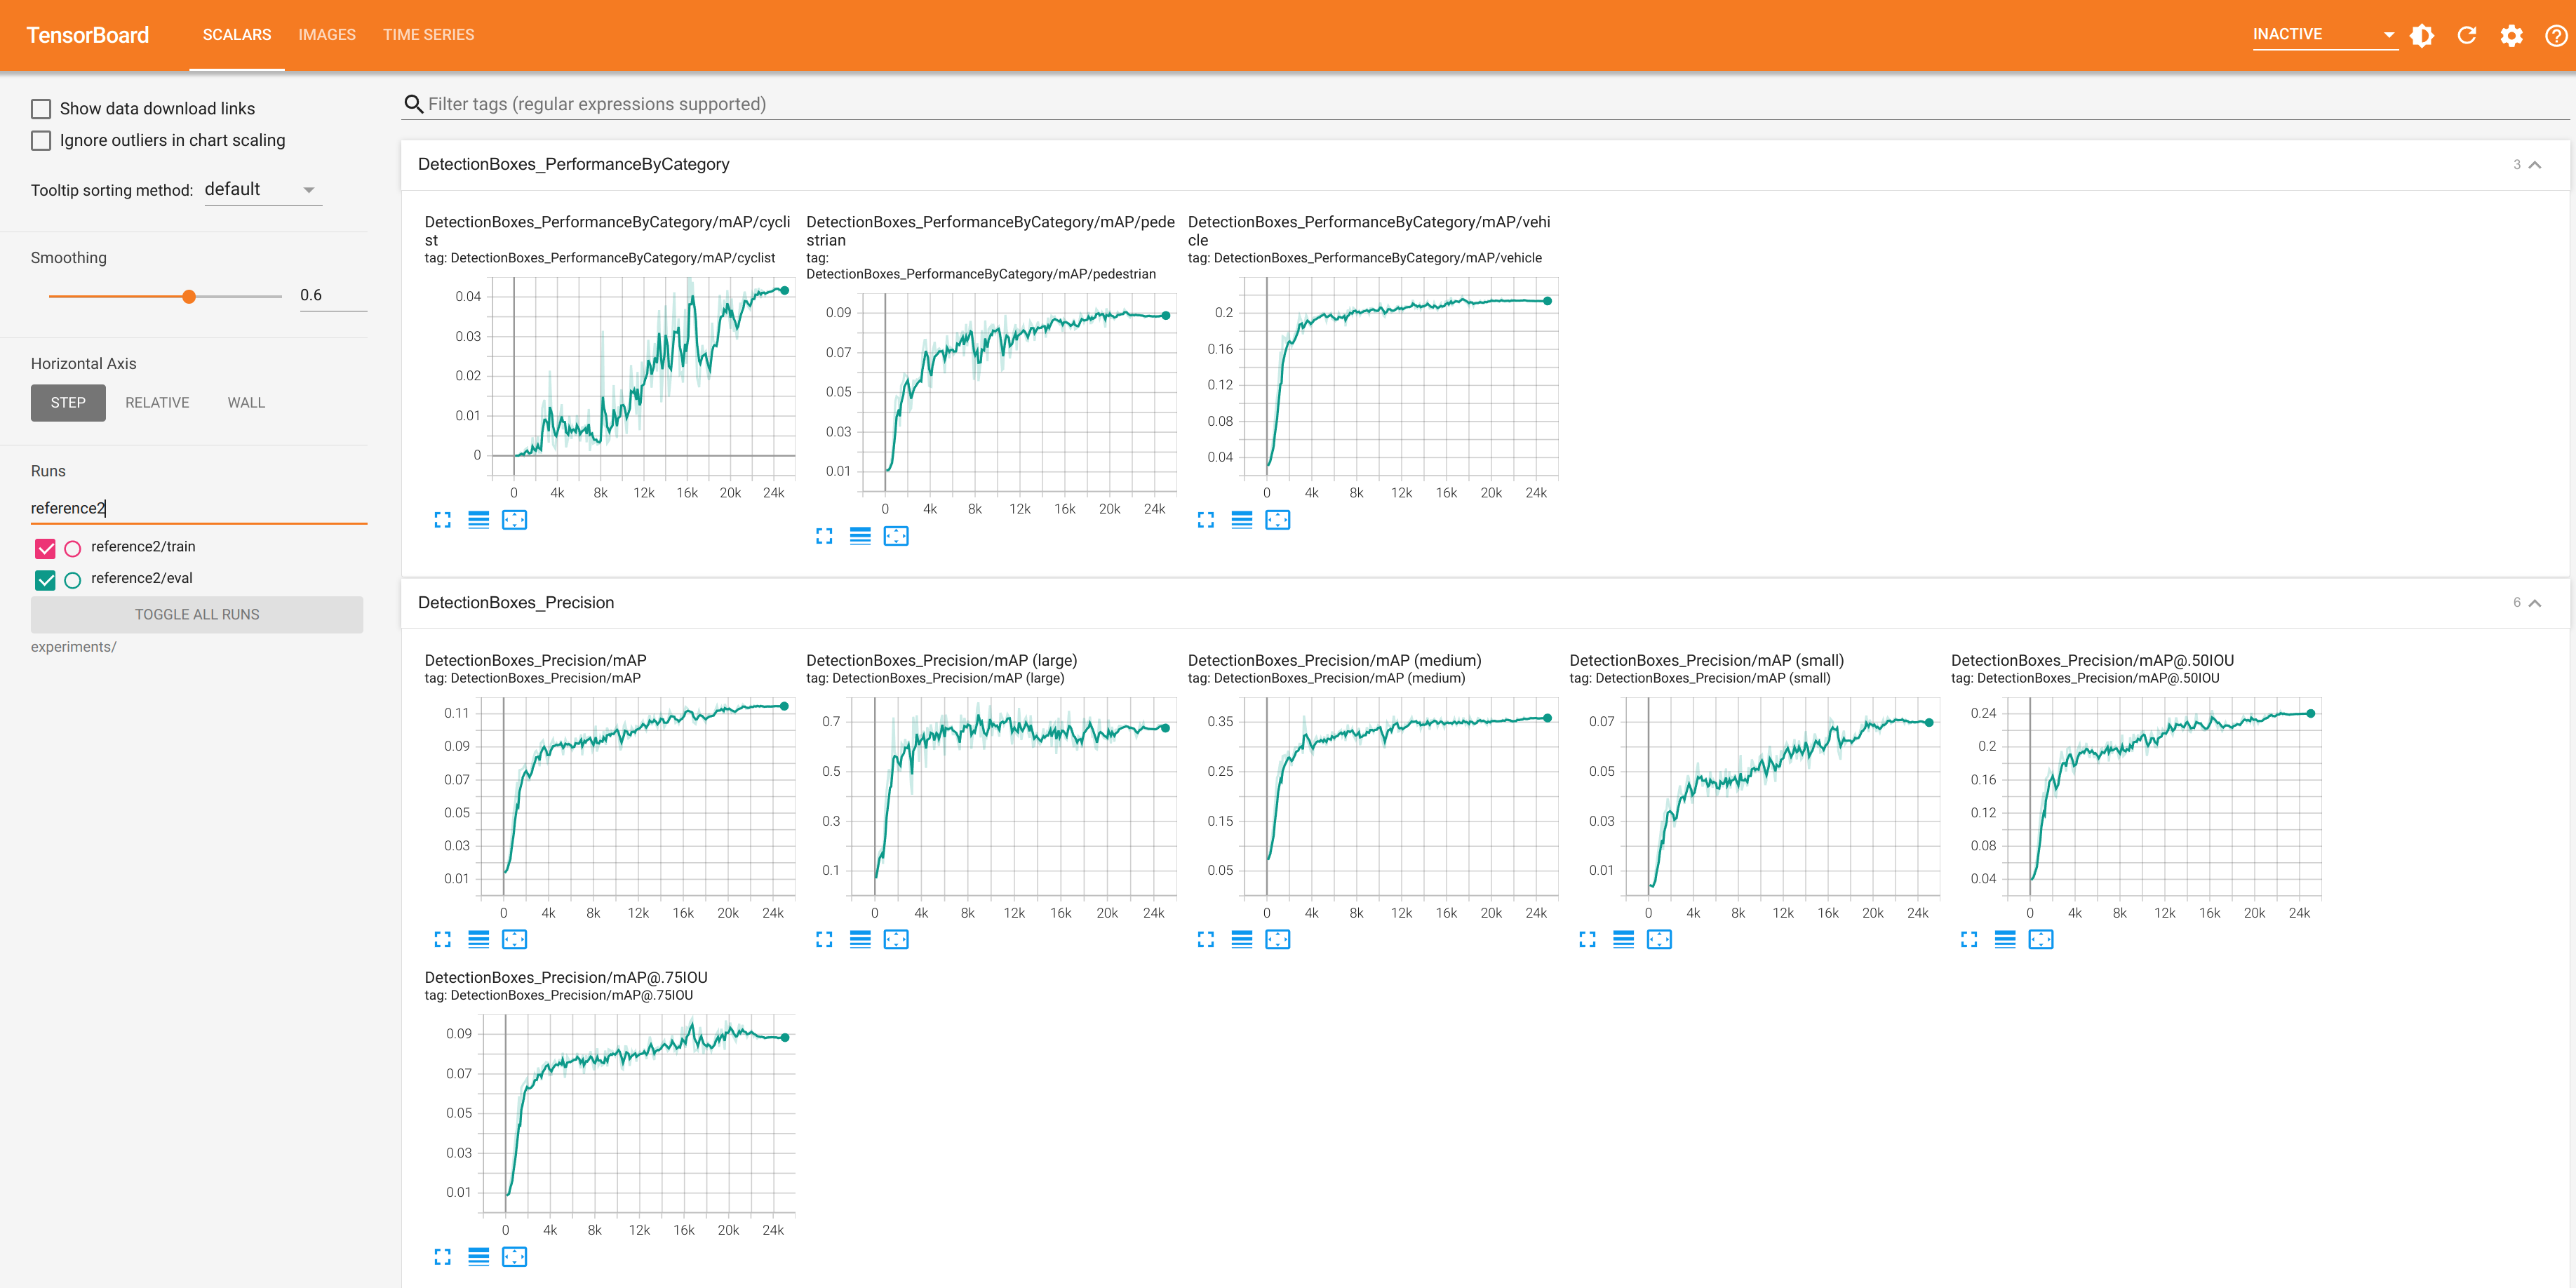 TensorBoard SCALARS IMAGES TIME SERIES INACTIVE
Show data download links
Ignore outliers in chart scaling
Tooltip sorting method: default
Smoothing
0.6
Horizontal Axis
STEP RELATIVE WALL
Runs
reference2
reference2/train
reference2/eval
TOGGLE ALL RUNS
experiments/
Filter tags (regular expressions supported)
DetectionBoxes_PerformanceByCategory 3
DetectionBoxes_PerformanceByCategory/mAP/cycli
st
tag: DetectionBoxes_PerformanceByCategory/mAP/cyclist
0.04
0.03
0.02
0.01
0
0 4k 8k 12k 16k 20k 24k
DetectionBoxes_PerformanceByCategory/mAP/pede
strian
tag:
DetectionBoxes_PerformanceByCategory/mAP/pedestrian
0.09
0.07
0.05
0.03
0.01
0 4k 8k 12k 16k 20k 24k
DetectionBoxes_PerformanceByCategory/mAP/vehi
cle
tag: DetectionBoxes_PerformanceByCategory/mAP/vehicle
0.2
0.16
0.12
0.08
0.04
0 4k 8k 12k 16k 20k 24k
DetectionBoxes_Precision 6
DetectionBoxes_Precision/mAP
tag: DetectionBoxes_Precision/mAP
0.11
0.09
0.07
0.05
0.03
0.01
0 4k 8k 12k 16k 20k 24k
DetectionBoxes_Precision/mAP (large)
tag: DetectionBoxes_Precision/mAP (large)
0.7
0.5
0.3
0.1
0 4k 8k 12k 16k 20k 24k
DetectionBoxes_Precision/mAP (medium)
tag: DetectionBoxes_Precision/mAP (medium)
0.35
0.25
0.15
0.05
0 4k 8k 12k 16k 20k 24k
DetectionBoxes_Precision/mAP (small)
tag: DetectionBoxes_Precision/mAP (small)
0.07
0.05
0.03
0.01
0 4k 8k 12k 16k 20k 24k
DetectionBoxes_Precision/mAP@.50IOU
tag: DetectionBoxes_Precision/mAP@.50IOU
0.24
0.2
0.16
0.12
0.08
0.04
0 4k 8k 12k 16k 20k 24k
DetectionBoxes_Precision/mAP@.75IOU
tag: DetectionBoxes_Precision/mAP@.75IOU
0.09
0.07
0.05
0.03
0.01
0 4k 8k 12k 16k 20k 24k